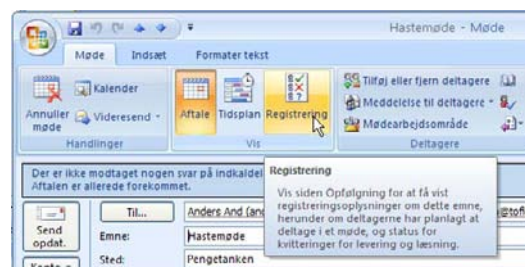 Hastemøde - Møde
Møde Indsæt Formater tekst
Annuller møde
Kalender
Videresend
Handlinger
Aftale Tidsplan Registrering
Vis
Tilføj eller fjern deltagere
Meddelelse til deltagere
Mødearbejdsområde
Deltagere
Der er ikke modtaget nogen svar på indkaldel
Aftalen er allerede forekommet.
Registrering
Vis siden Opfølgning for at få vist
registreringsoplysninger om dette emne,
herunder om deltagerne har planlagt at
deltage i et møde, og status for
kvitteringer for levering og læsning.
Send
opdat.
Til...
Anders And (and
Emne:
Hastemøde
Sted:
Pengetanken
Konto